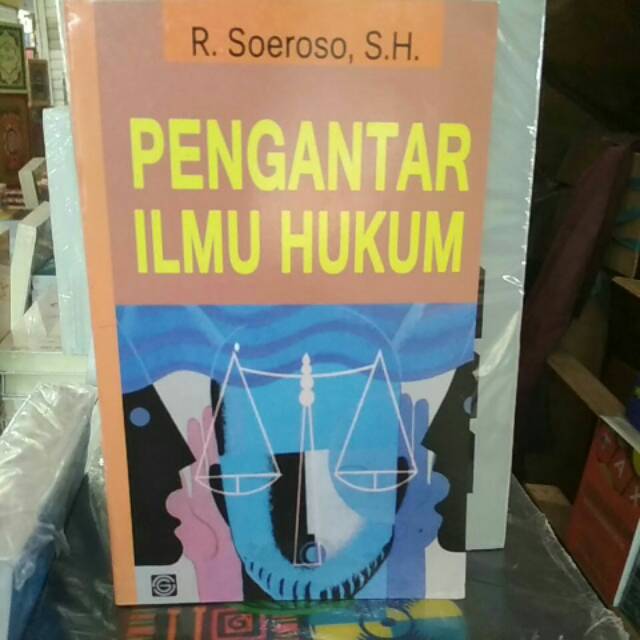 R. Soeroso, S.H.
PENGANTAR
ILMU HUKUM